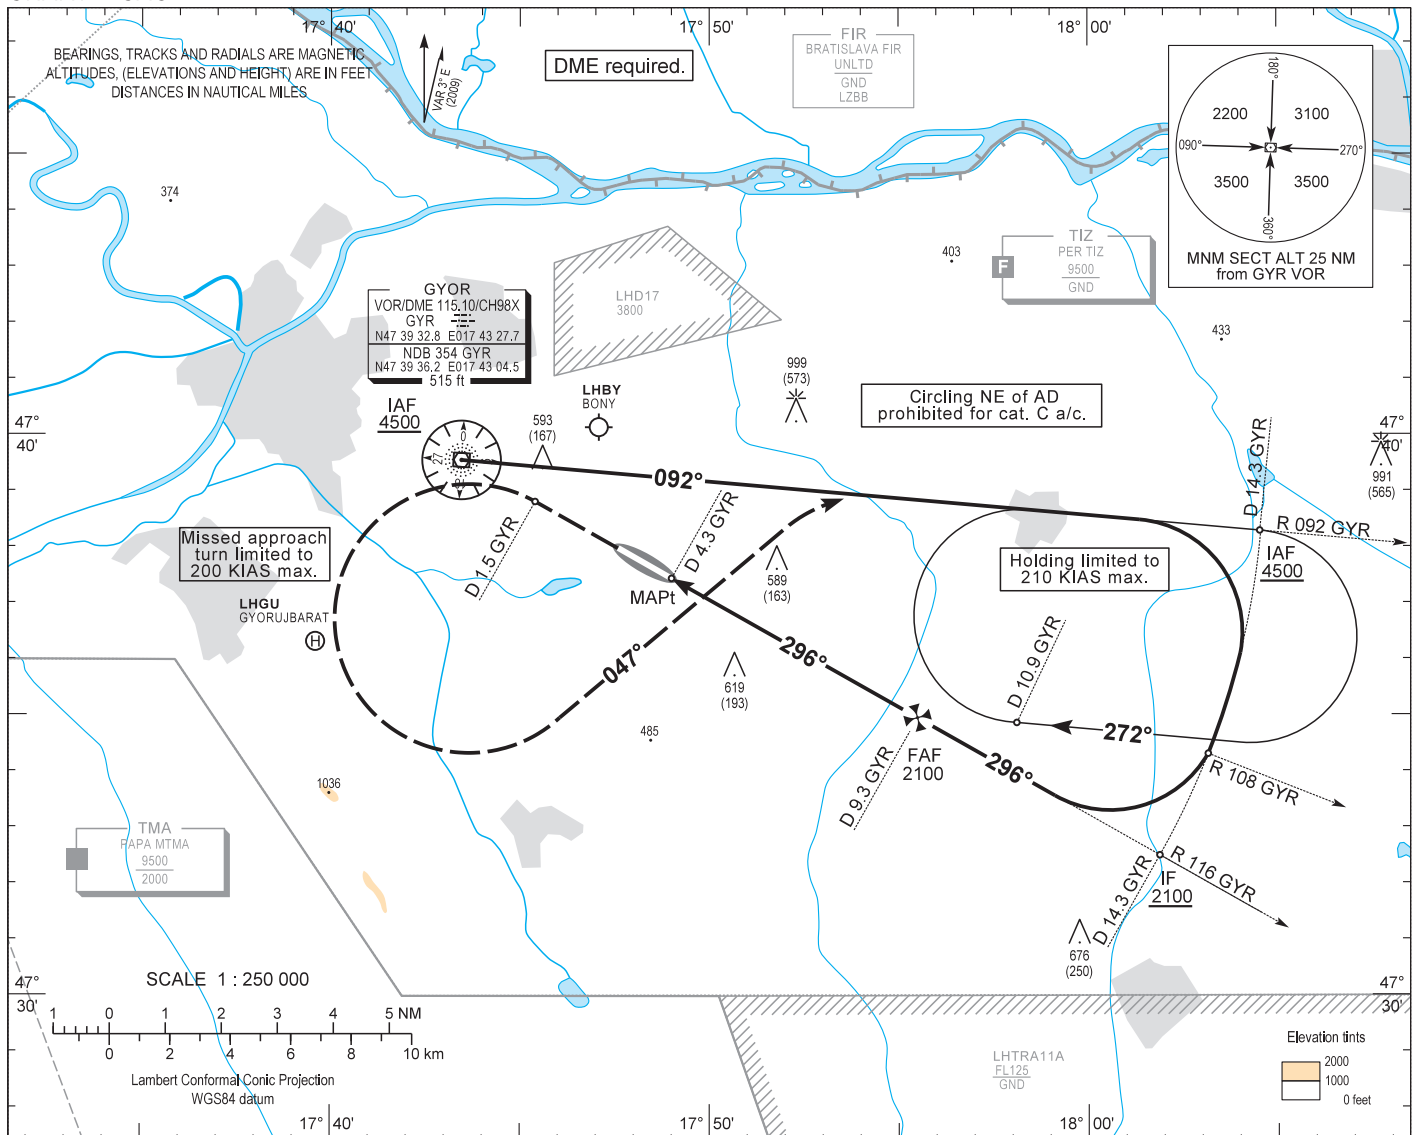 17° 40'
17° 50'
18° 00'
BEARINGS, TRACKS AND RADIALS ARE MAGNETIC
ALTITUDES, (ELEVATIONS AND HEIGHT) ARE IN FEET
DISTANCES IN NAUTICAL MILES
VAR 3° E
(2009)
DME required.
FIR
BRATISLAVA FIR
UNLTD
GND
LZBB
180°
2200
3100
090°
270°
3500
3500
360°
MNM SECT ALT 25 NM
from GYR VOR
374
403
433
TIZ
PER TIZ
9500
GND
F
LHD17
3800
GYOR
VOR/DME 115.10/CH98X
GYR
N47 39 32.8 E017 43 27.7
NDB 354 GYR
N47 39 36.2 E017 43 04.5
515 ft
IAF
4500
LHBY
BONY
999
(573)
Circling NE of AD
prohibited for cat. C a/c.
47°
40'
47°
40'
593
(167)
0
27
991
(565)
092°
D 14.3 GYR
D 4.3 GYR
D 1.5 GYR
R 092 GYR
IAF
4500
Missed approach
turn limited to
200 KIAS max.
Holding limited to
210 KIAS max.
589
(163)
MAPt
LHGU
GYORUJBARAT
H
047°
296°
619
(193)
D 10.9 GYR
485
272°
FAF
2100
296°
D 9.3 GYR
R 108 GYR
1036
TMA
PAPA MTMA
9500
2000
R 116 GYR
IF
2100
D 14.3 GYR
676
(250)
47°
30'
47°
30'
SCALE 1 : 250 000
1 0 1 2 3 4 5 NM
0 2 4 6 8 10 km
Lambert Conformal Conic Projection
WGS84 datum
LHTRA11A
FL125
GND
Elevation tints
2000
1000
0 feet
17° 40'
17° 50'
18° 00'